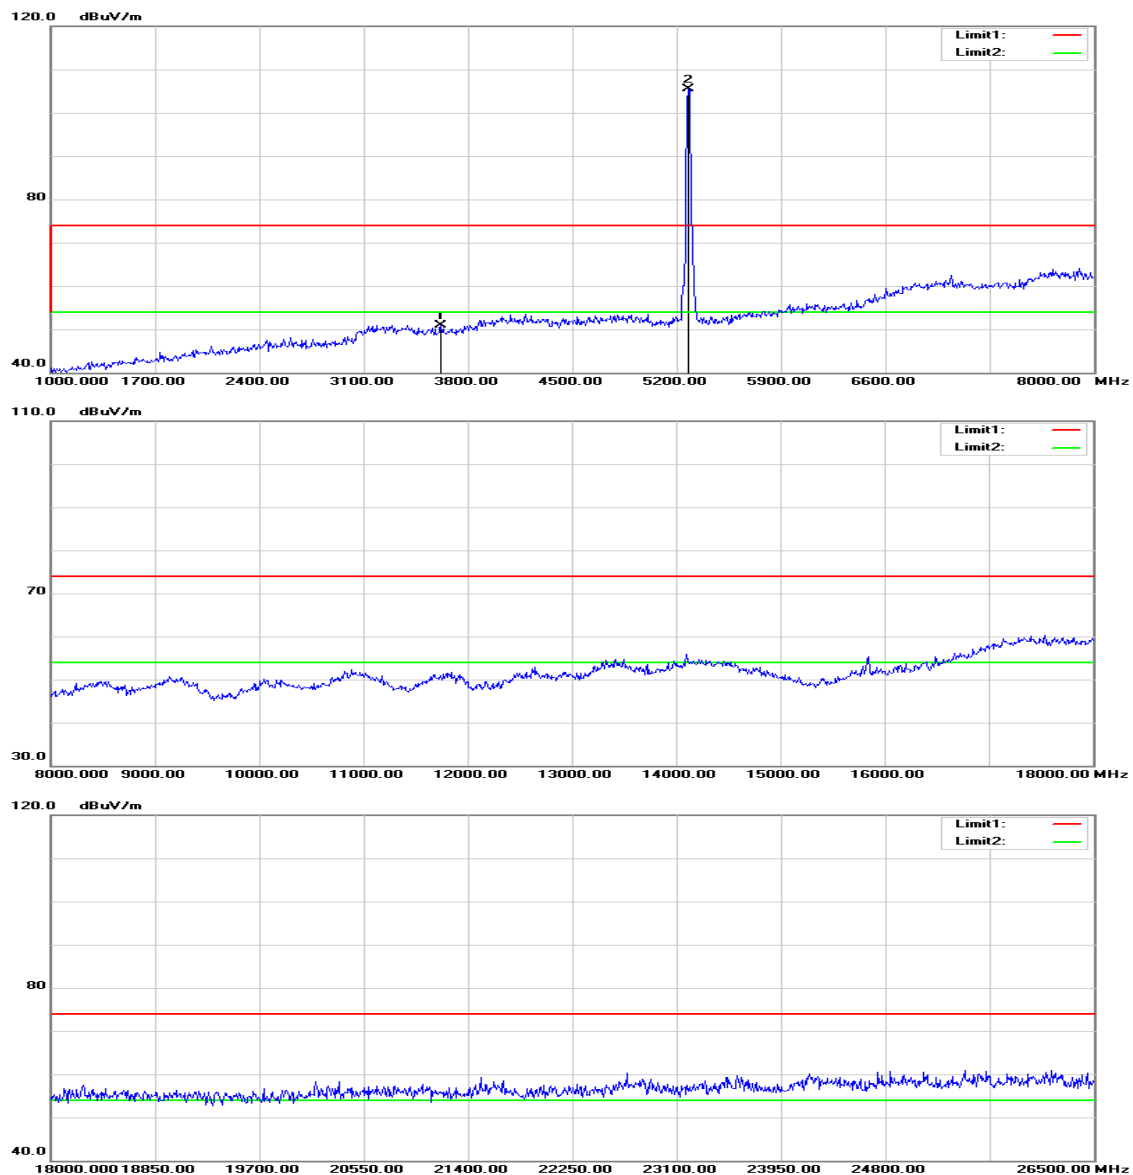 120.0 dBuV/m
Limit1:
Limit2:
2
80
1
40.0
1000.000 1700.00 2400.00 3100.00 3800.00 4500.00 5200.00 5900.00 6600.00 8000.00 MHz
110.0 dBuV/m
Limit1:
Limit2:
70
30.0
8000.000 9000.00 10000.00 11000.00 12000.00 13000.00 14000.00 15000.00 16000.00 18000.00 MHz
120.0 dBuV/m
Limit1:
Limit2:
80
40.0
18000.000 18850.00 19700.00 20550.00 21400.00 22250.00 23100.00 23950.00 24800.00 26500.00 MHz